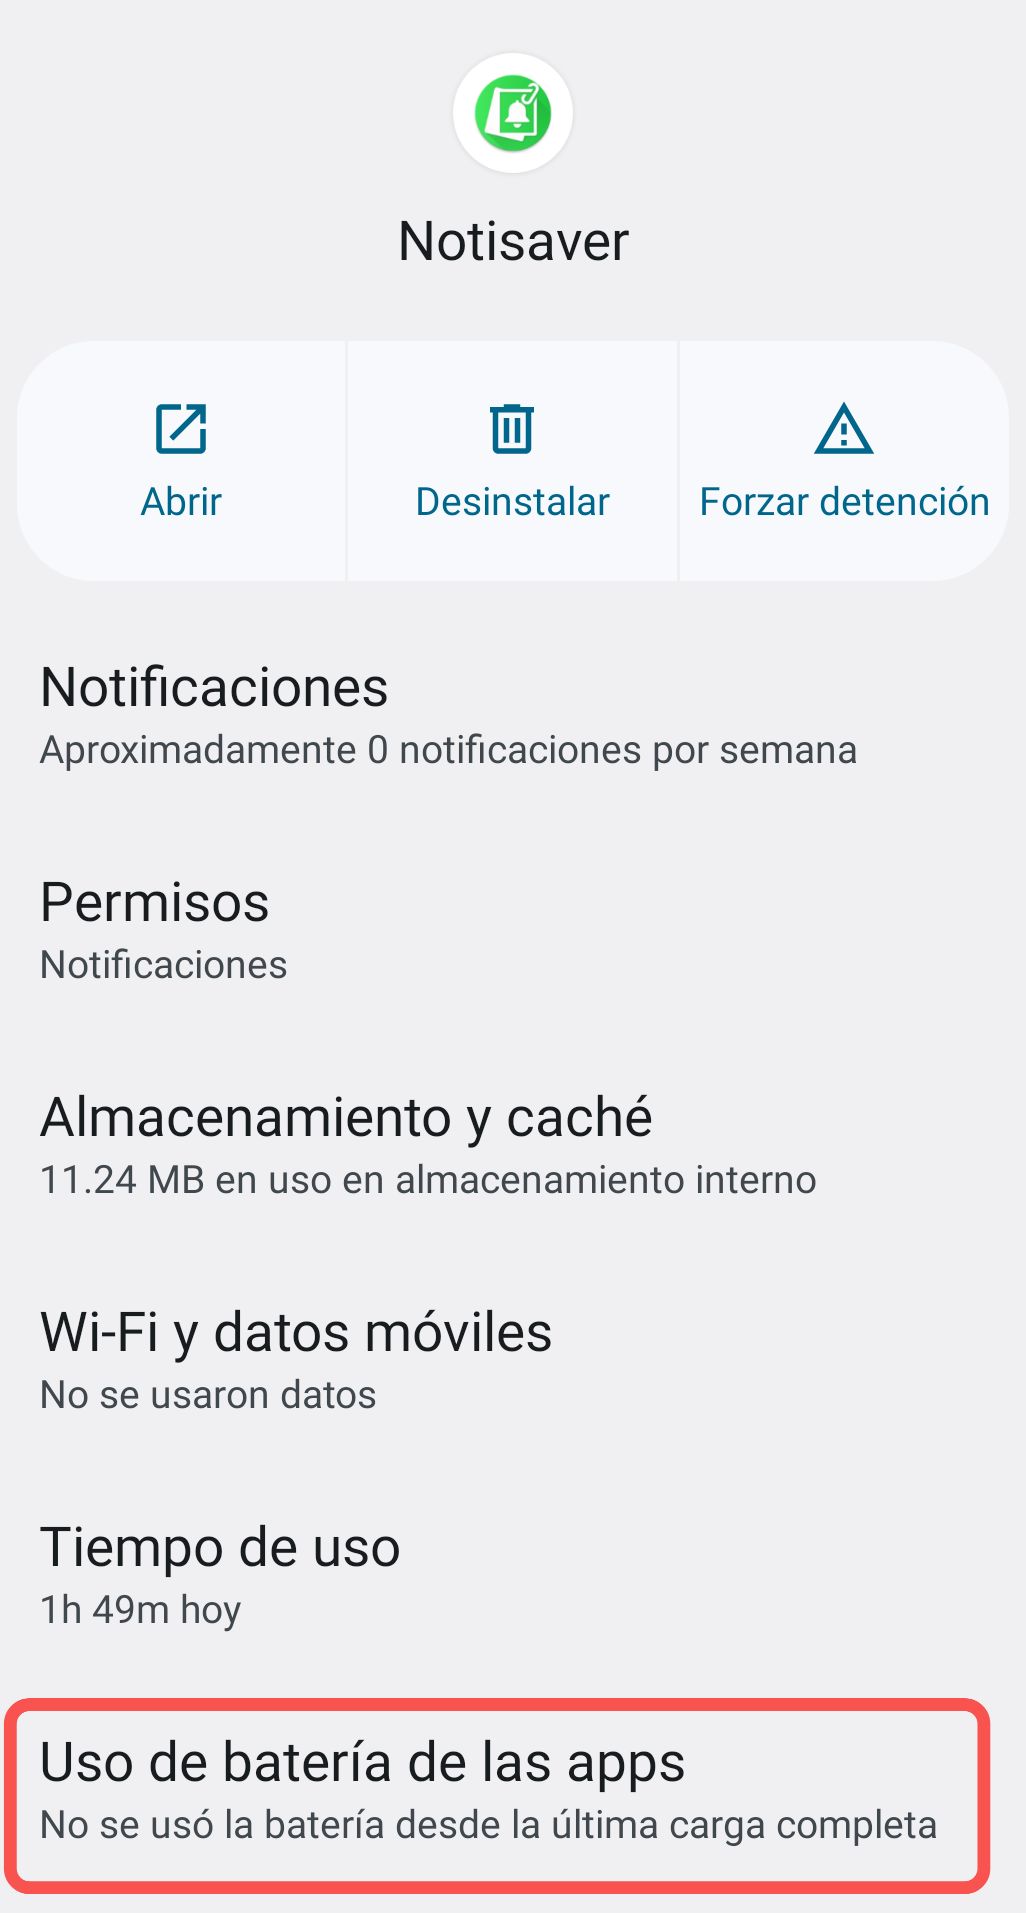 Notisaver
Abrir
Desinstalar
Forzar detención
Notificaciones
Aproximadamente 0 notificaciones por semana
Permisos
Notificaciones
Almacenamiento y caché
11.24 MB en uso en almacenamiento interno
Wi-Fi y datos móviles
No se usaron datos
Tiempo de uso
1h 49m hoy
Uso de batería de las apps
No se usó la batería desde la última carga completa